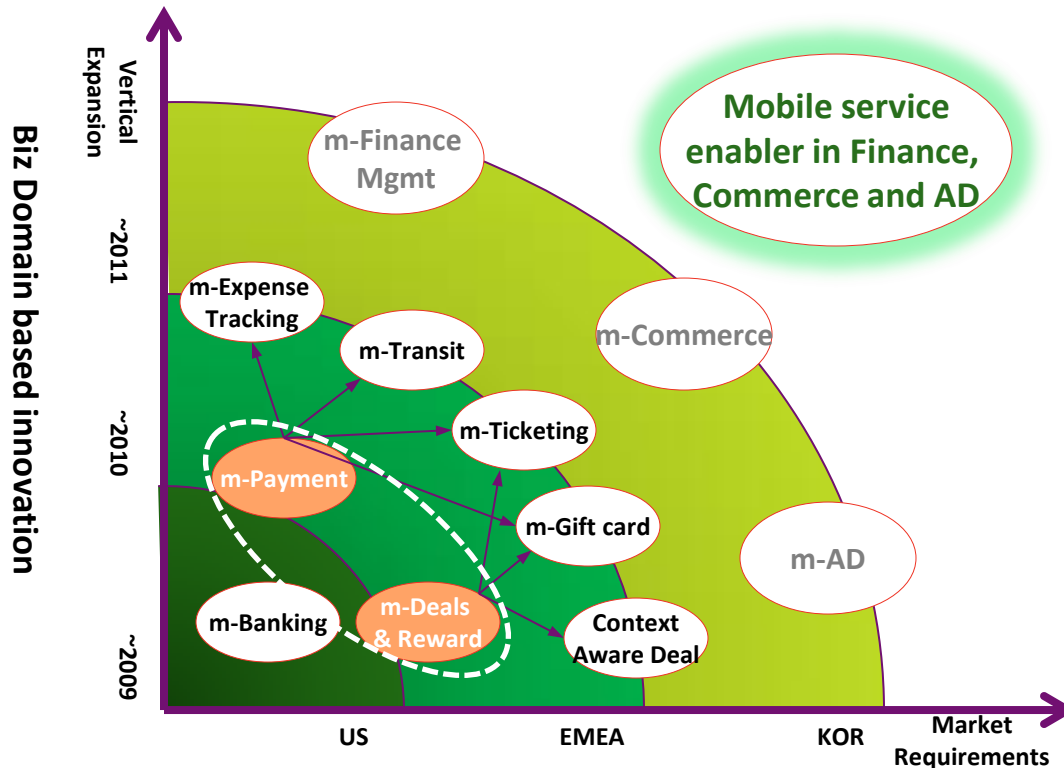 Biz Domain based innovation
Vertical
Expansion
~2011
~2010
~2009
Mobile service
enabler in Finance,
Commerce and AD
m-Finance
Mgmt
m-Expense
Tracking
m-Transit
m-Commerce
m-Ticketing
m-Payment
m-Gift card
m-AD
m-Banking
m-Deals
& Reward
Context
Aware Deal
US
EMEA
KOR
Market
Requirements